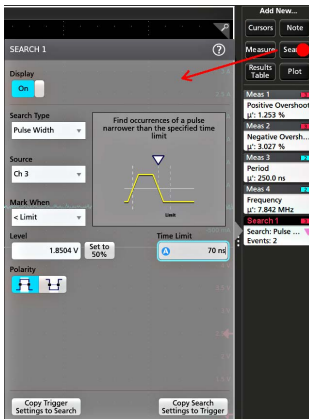 Add New...
Cursors
Note
Measure
Sea
Results
Table
Plot
SEARCH 1
Display
On
Search Type
Pulse Width
Find occurrences of a pulse
narrower than the specified time
limit
Limit
Source
Ch 3
Mark When
< Limit
Level
1.8504 V
Set to
50%
Time Limit
70 ns
Polarity
Copy Trigger
Settings to Search
Copy Search
Settings to Trigger
Meas 1
Positive Overshoot
µ': 1.253 %
Meas 2
Negative Oversh...
µ': 3.027 %
Meas 3
Period
µ': 250.0 ns
Meas 4
Frequency
µ': 7.842 MHz
Search 1
Search: Pulse ...
Events: 2